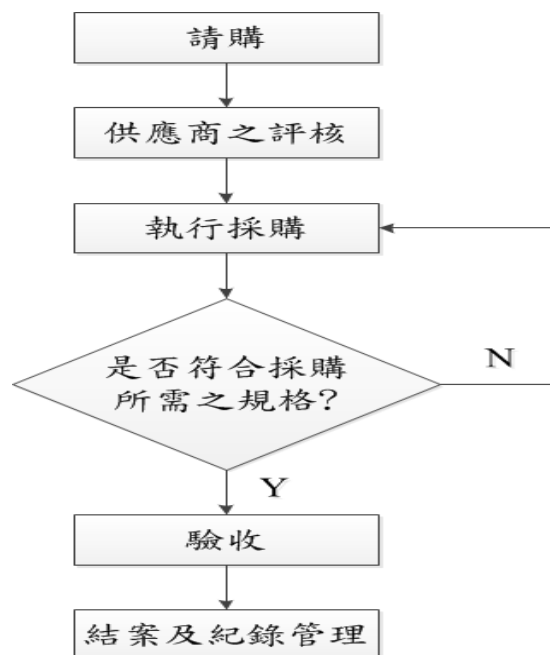 請購
供應商之評核
執行採購
是否符合採購
所需之規格?
N
Y
驗收
結案及紀錄管理